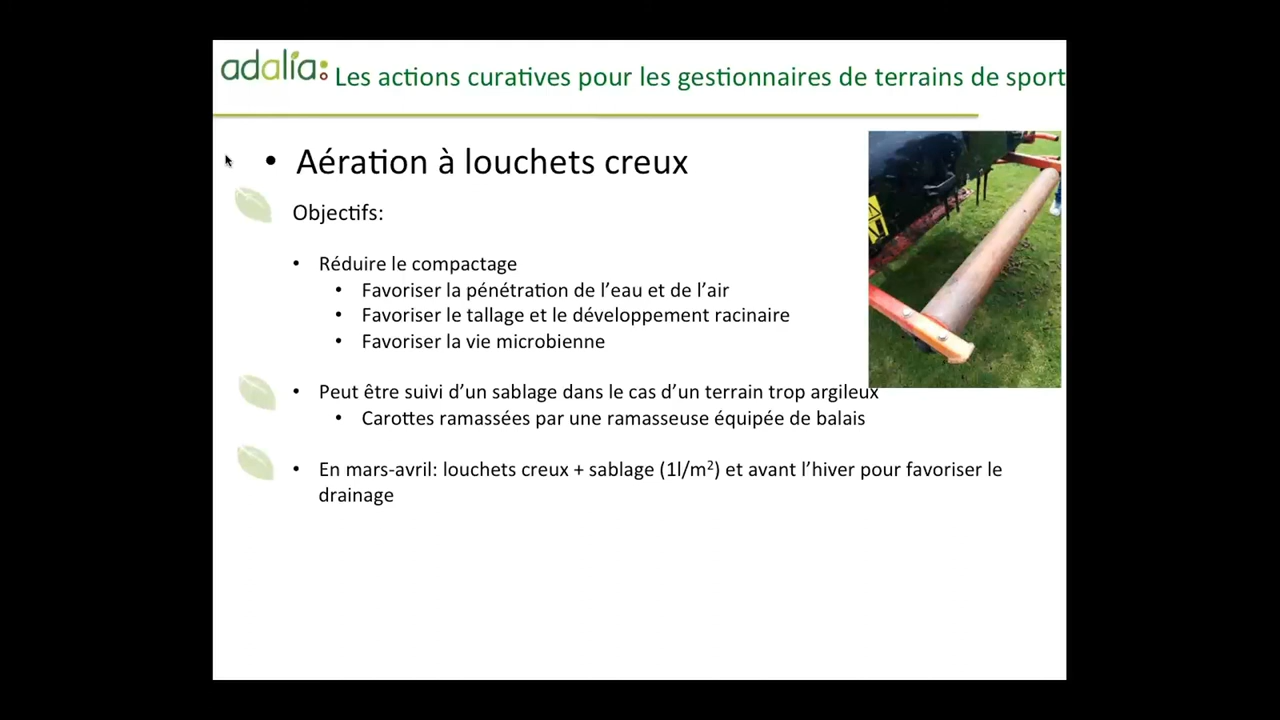 adalia
Les actions curatives pour les gestionnaires de terrains de sport
• Aération à louchets creux
Objectifs:
• Réduire le compactage
• Favoriser la pénétration de l’eau et de l’air
• Favoriser le tallage et le développement racinaire
• Favoriser la vie microbienne
• Peut être suivi d’un sablage dans le cas d’un terrain trop argileux
• Carottes ramassées par une ramasseuse équipée de balais
• En mars-avril: louchets creux + sablage (1l/m²) et avant l’hiver pour favoriser le
drainage